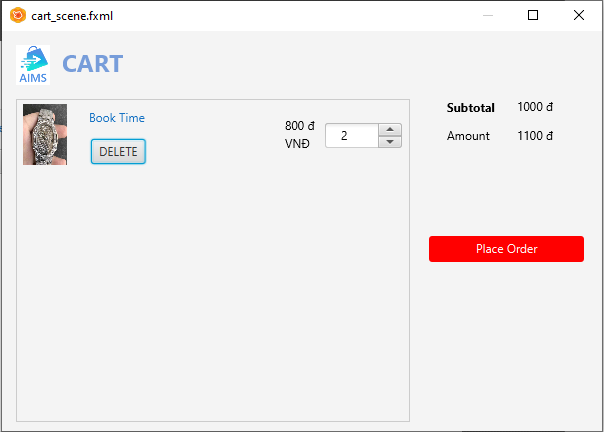 cart_scene.fxml
AIMS
CART
Book Time
DELETE
800 đ
VNĐ
2
Subtotal 1000 đ
Amount 1100 đ
Place Order